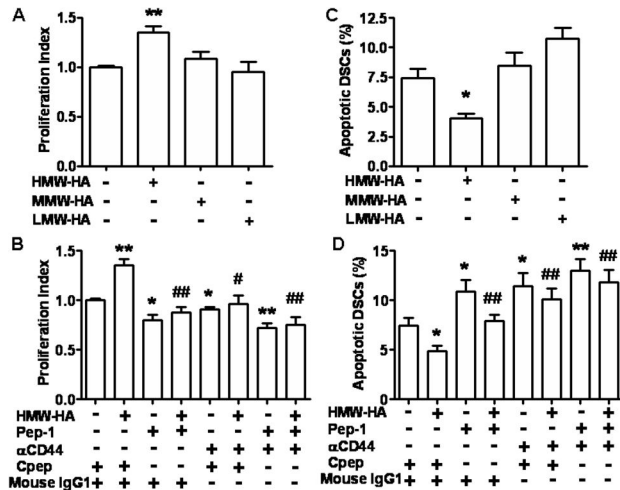 A
Proliferation Index
1.5
1.0
0.5
0.0
**
HMW-HA - + - -
MMW-HA - - + -
LMW-HA - - - +
C
Apoptotic DSCs (%)
12.5
10.0
7.5
5.0
2.5
0.0
*
HMW-HA - + - -
MMW-HA - - + -
LMW-HA - - - +
B
Proliferation Index
1.5
1.0
0.5
0.0
** * ## * # ** ##
HMW-HA - + - + - + - +
Pep-1 - - + + - - + +
αCD44 - - - - + + + +
Cpep + + - - + + - -
Mouse IgG1 + + + + - - - -
D
Apoptotic DSCs (%)
15
10
5
0
* * ## * ## ** ##
HMW-HA - + - + - + - +
Pep-1 - - + + - - + +
αCD44 - - - - + + + +
Cpep + + - - + + - -
Mouse IgG1 + + + + - - - -